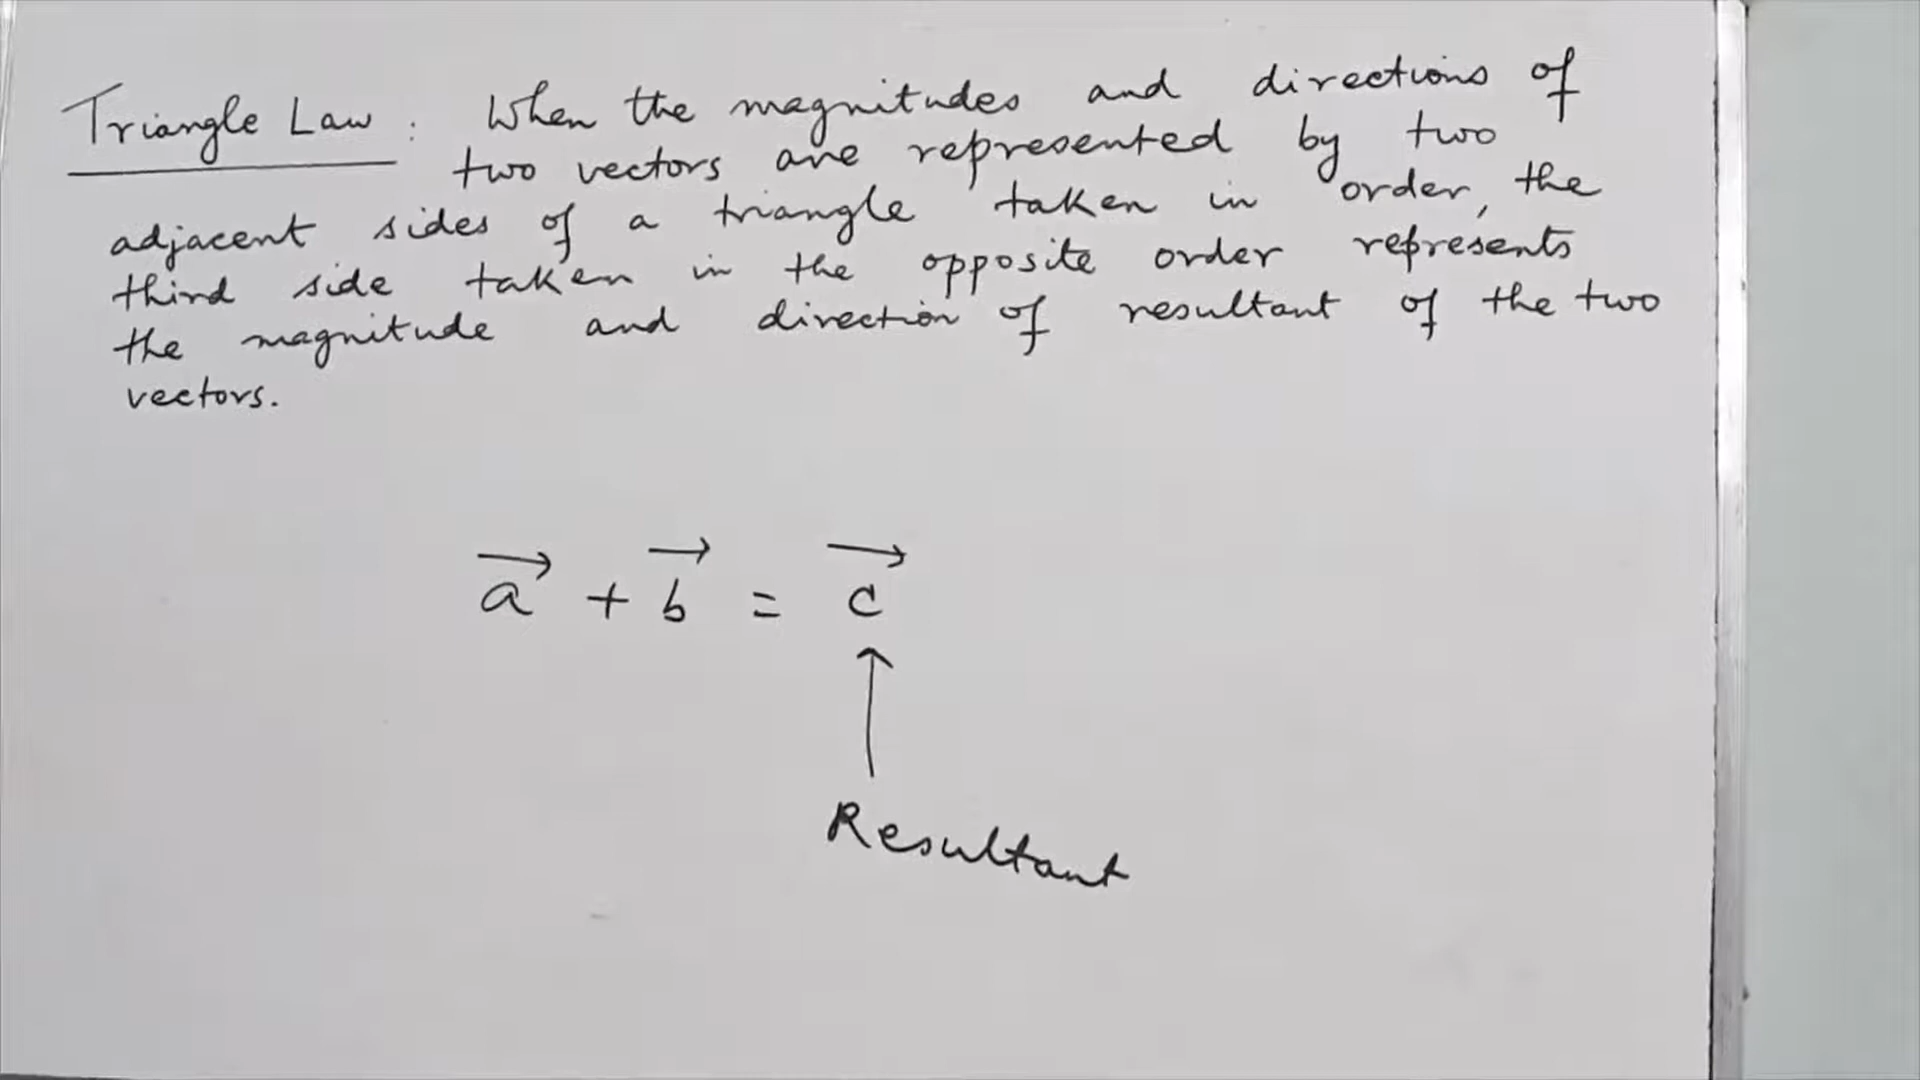 Triangle Law : When the magnitudes and directions of
two vectors are represented by two
adjacent sides of a triangle taken in order, the
third side taken in the opposite order represents
the magnitude and direction of resultant of the two
vectors.
a⃗ + b⃗ = c⃗
↑
Resultant